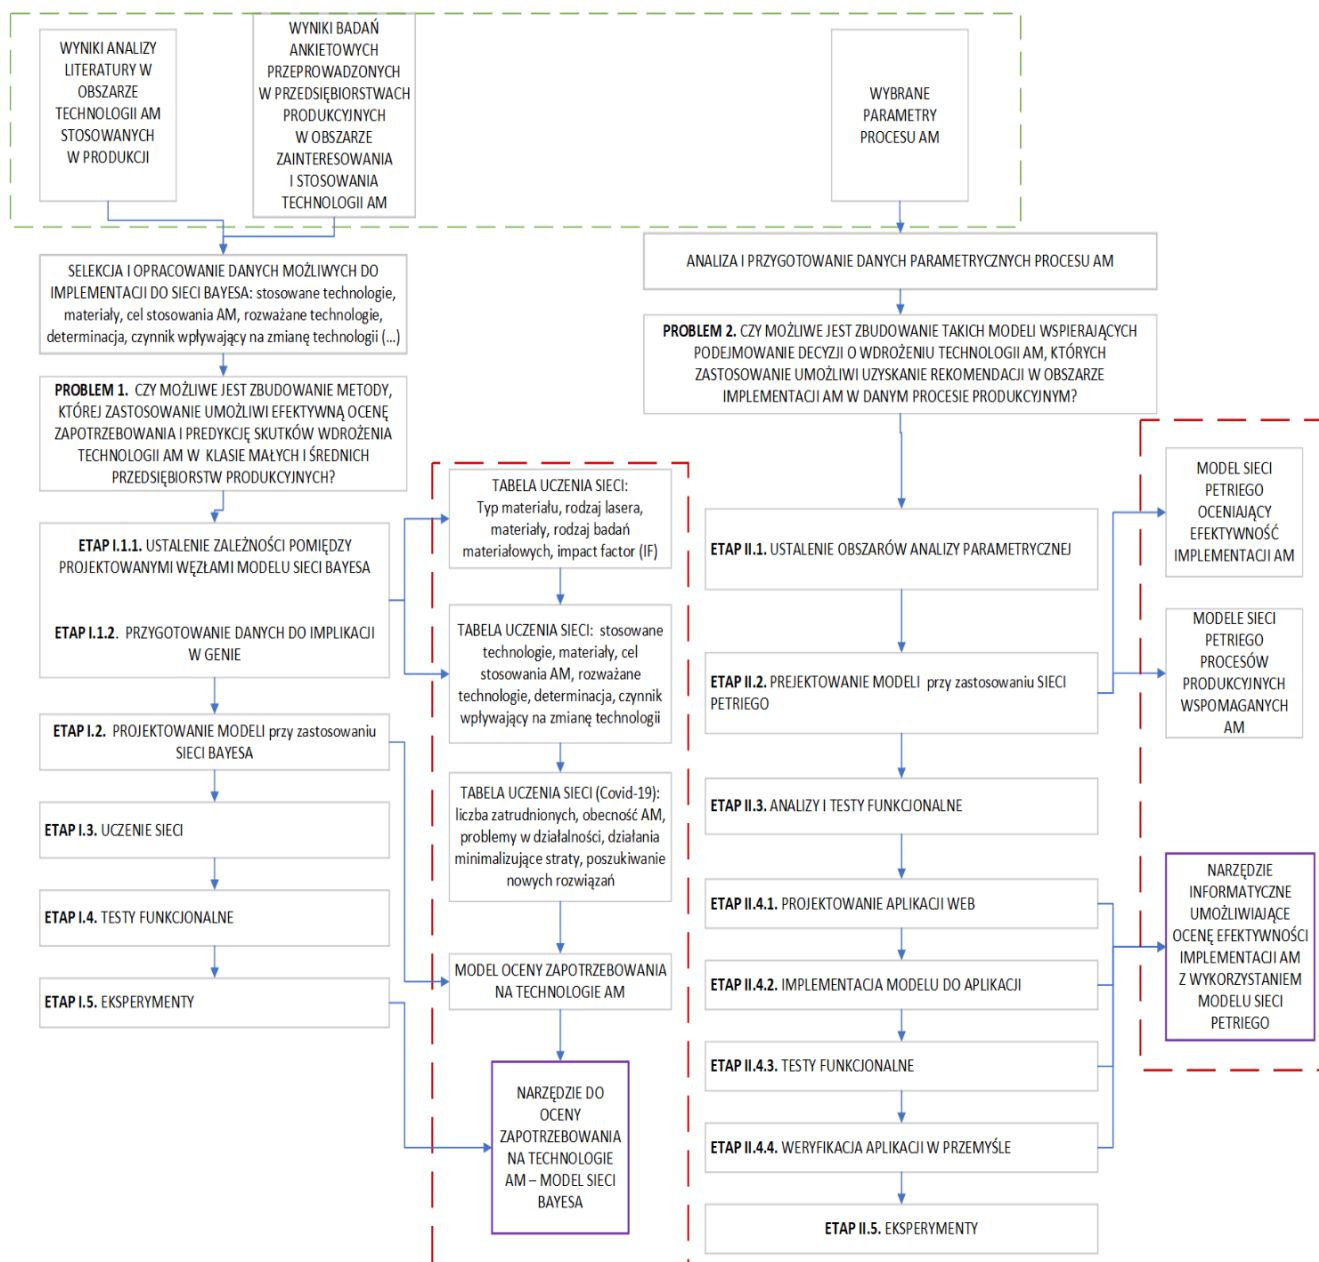 WYNIKI ANALIZY
LITERATURY W
OBSZARZE
TECHNOLOGII AM
STOSOWANYCH
W PRODUKCJI
WYNIKI BADAŃ
ANKIETOWYCH
PRZEPROWADZONYCH
W PRZEDSIĘBIORSTWACH
PRODUKCYJNYCH
W OBSZARZE
ZAINTERESOWANIA
I STOSOWANIA
TECHNOLOGII AM
WYBRANE
PARAMETRY
PROCESU AM
SELEKCJA I OPRACOWANIE DANYCH MOŻLIWYCH DO
IMPLEMENTACJI DO SIECI BAYESA: stosowane technologie,
materiały, cel stosowania AM, rozważane technologie,
determinacja, czynnik wpływający na zmianę technologii (...)
PROBLEM 1. CZY MOŻLIWE JEST ZBUDOWANIE METODY,
KTÓREJ ZASTOSOWANIE UMOŻLIWI EFEKTYWNĄ OCENĘ
ZAPOTRZEBOWANIA I PREDYKCJĘ SKUTKÓW WDROŻENIA
TECHNOLOGII AM W KLASIE MAŁYCH I ŚREDNICH
PRZEDSIĘBIORSTW PRODUKCYJNYCH?
ETAP I.1.1. USTALENIE ZALEŻNOŚCI POMIĘDZY
PROJEKTOWANYMI WĘZŁAMI MODELU SIECI BAYESA
ETAP I.1.2. PRZYGOTOWANIE DANYCH DO IMPLIKACJI
W GENIE
ETAP I.2. PROJEKTOWANIE MODELI przy zastosowaniu
SIECI BAYESA
ETAP I.3. UCZENIE SIECI
ETAP I.4. TESTY FUNKCJONALNE
ETAP I.5. EKSPERYMENTY
TABELA UCZENIA SIECI:
Typ materiału, rodzaj lasera,
materiały, rodzaj badań
materiałowych, impact factor (IF)
TABELA UCZENIA SIECI: stosowane
technologie, materiały, cel
stosowania AM, rozważane
technologie, determinacja, czynnik
wpływający na zmianę technologii
TABELA UCZENIA SIECI (Covid-19):
liczba zatrudnionych, obecność AM,
problemy w działalności, działania
minimalizujące straty, poszukiwanie
nowych rozwiązań
MODEL OCENY ZAPOTRZEBOWANIA
NA TECHNOLOGIE AM
NARZĘDZIE DO
OCENY
ZAPOTRZEBOWANIA
NA TECHNOLOGIE
AM – MODEL SIECI
BAYESA
ANALIZA I PRZYGOTOWANIE DANYCH PARAMETRYCZNYCH PROCESU AM
PROBLEM 2. CZY MOŻLIWE JEST ZBUDOWANIE TAKICH MODELI WSPIERAJĄCYCH
PODEJMOWANIE DECYZJI O WDROŻENIU TECHNOLOGII AM, KTÓRYCH
ZASTOSOWANIE UMOŻLIWI UZYSKANIE REKOMENDACJI W OBSZARZE
IMPLEMENTACJI AM W DANYM PROCESIE PRODUKCYJNYM?
ETAP II.1. USTALENIE OBSZARÓW ANALIZY PARAMETRYCZNEJ
ETAP II.2. PREJEKTOWANIE MODELI przy zastosowaniu SIECI
PETRIEGO
ETAP II.3. ANALIZY I TESTY FUNKCJONALNE
ETAP II.4.1. PROJEKTOWANIE APLIKACJI WEB
ETAP II.4.2. IMPLEMENTACJA MODELU DO APLIKACJI
ETAP II.4.3. TESTY FUNKCJONALNE
ETAP II.4.4. WERYFIKACJA APLIKACJI W PRZEMYŚLE
ETAP II.5. EKSPERYMENTY
MODEL SIECI
PETRIEGO
OCENIAJĄCY
EFEKTYWNOŚĆ
IMPLEMENTACJI AM
MODELE SIECI
PETRIEGO
PROCESÓW
PRODUKCYJNYCH
WSPOMAGANYCH
AM
NARZĘDZIE
INFORMATYCZNE
UMOŻLIWIAJĄCE
OCENĘ EFEKTYWNOŚCI
IMPLEMENTACJI AM
Z WYKORZYSTANIEM
MODELU SIECI
PETRIEGO